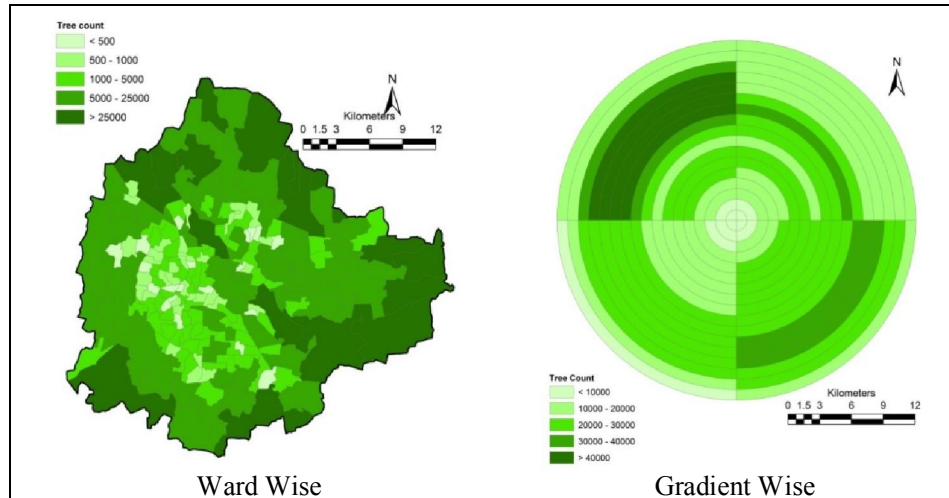 Tree count
< 500
500 - 1000
1000 - 5000
5000 - 25000
> 25000
N
Kilometers
0 1.5 3 6 9 12
Ward Wise
N
Tree Count
< 10000
10000 - 20000
20000 - 30000
30000 - 40000
> 40000
Kilometers
0 1.5 3 6 9 12
Gradient Wise